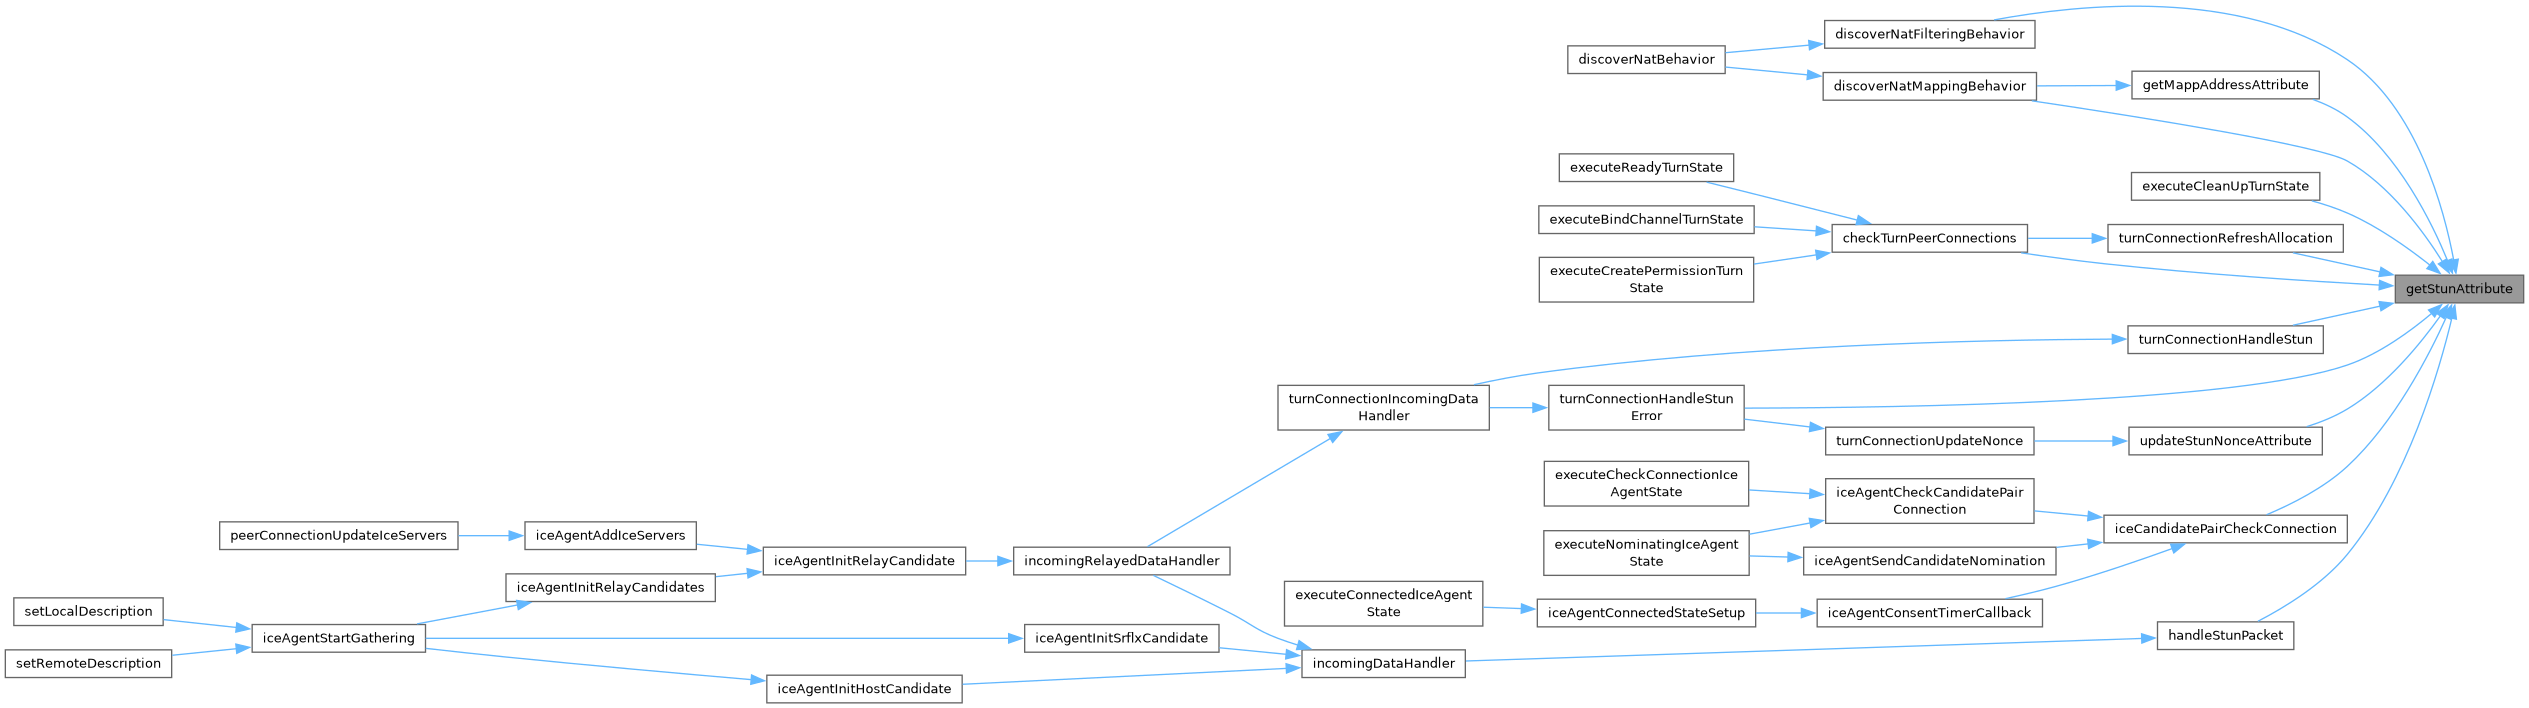 discoverNatFilteringBehavior
discoverNatBehavior
discoverNatMappingBehavior
getMappAddressAttribute
executeReadyTurnState
executeCleanUpTurnState
executeBindChannelTurnState
checkTurnPeerConnections
turnConnectionRefreshAllocation
executeCreatePermissionTurn
State
getStunAttribute
turnConnectionHandleStun
turnConnectionIncomingData
Handler
turnConnectionHandleStun
Error
turnConnectionUpdateNonce
updateStunNonceAttribute
executeCheckConnectionIce
AgentState
iceAgentCheckCandidatePair
Connection
peerConnectionUpdateIceServers
iceAgentAddIceServers
iceAgentInitRelayCandidate
incomingRelayedDataHandler
executeNominatingIceAgent
State
iceAgentSendCandidateNomination
iceCandidatePairCheckConnection
iceAgentInitRelayCandidates
executeConnectedIceAgent
State
iceAgentConnectedStateSetup
iceAgentConsentTimerCallback
setLocalDescription
iceAgentStartGathering
iceAgentInitSrflxCandidate
handleStunPacket
setRemoteDescription
incomingDataHandler
iceAgentInitHostCandidate